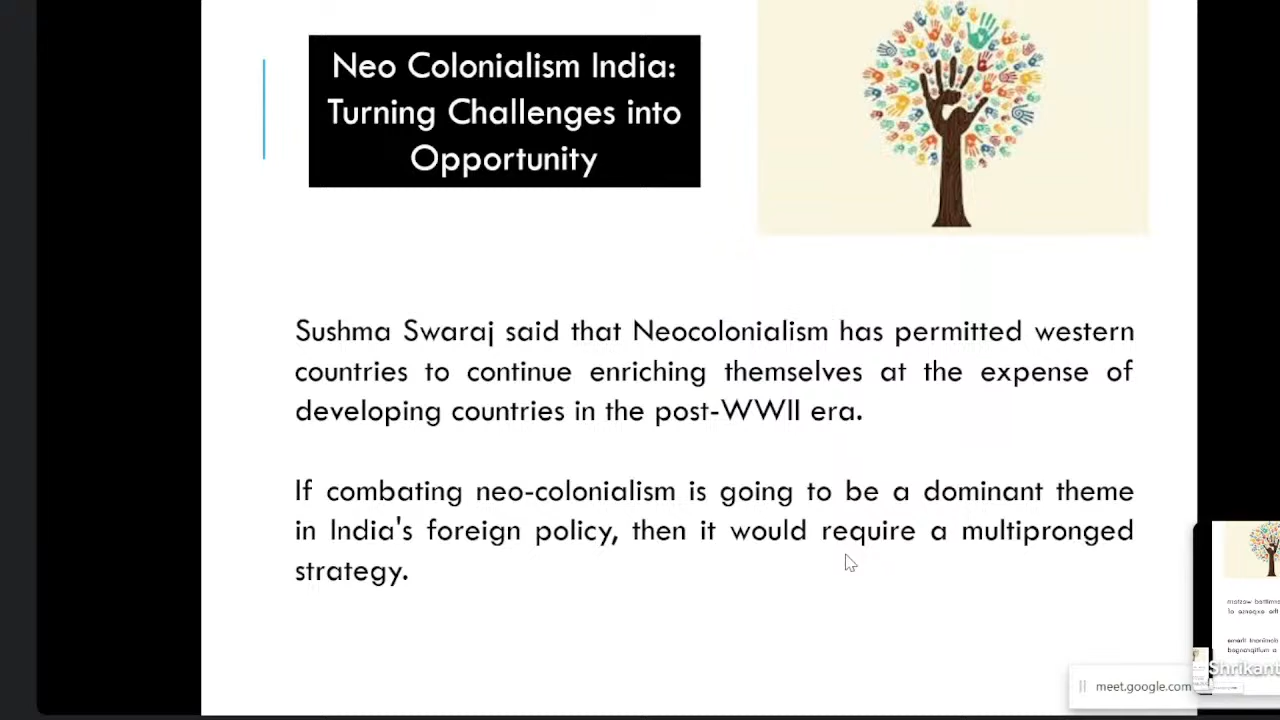 Neo Colonialism India:
Turning Challenges into
Opportunity
Sushma Swaraj said that Neocolonialism has permitted western
countries to continue enriching themselves at the expense of
developing countries in the post-WWII era.
If combating neo-colonialism is going to be a dominant theme
in India's foreign policy, then it would require a multipronged
strategy.
meet.google.com
Shrikant